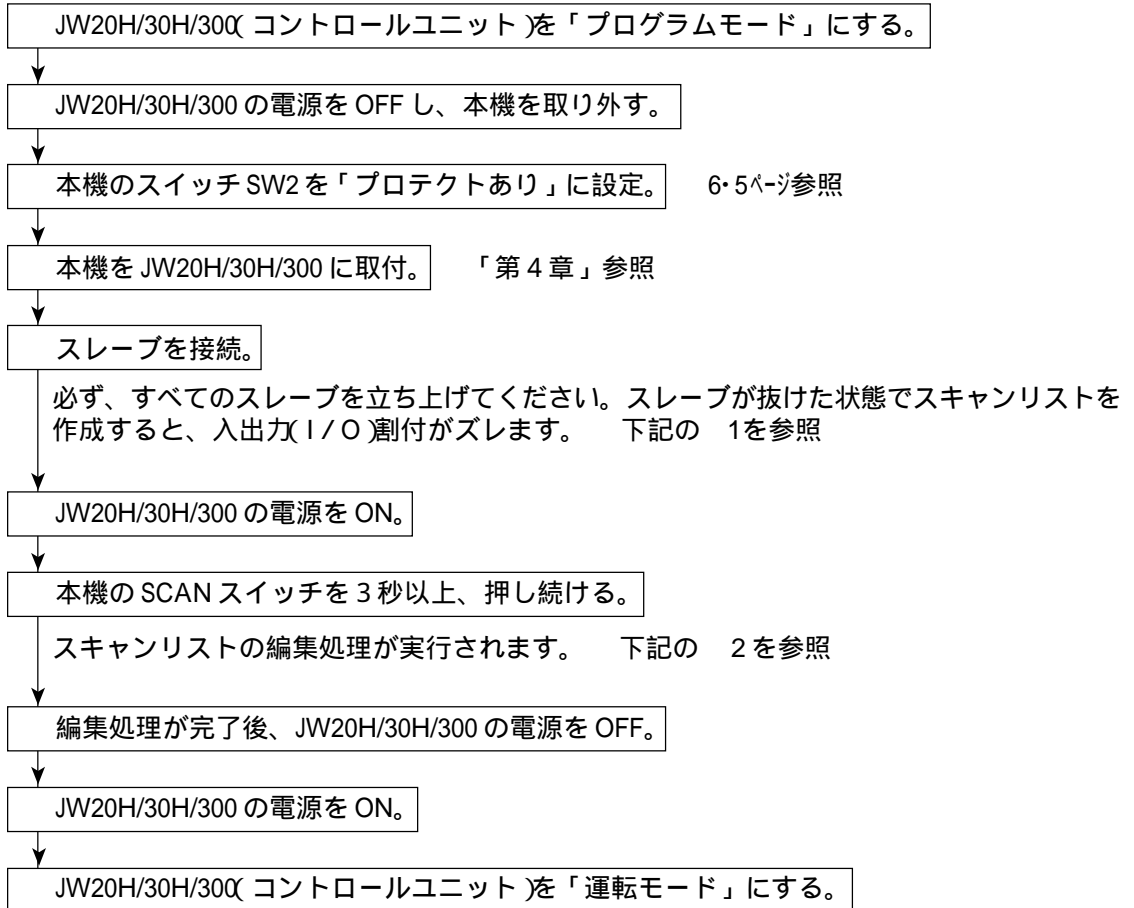 JW20H/30H/300(コントロールユニット)を「プログラムモード」にする。
JW20H/30H/300 の電源を OFF し、本機を取り外す。
本機のスイッチ SW2 を「プロテクトあり」に設定。 6・5ﾍﾟｰｼﾞ参照
本機を JW20H/30H/300 に取付。 「第４章」参照
スレーブを接続。
必ず、すべてのスレーブを立ち上げてください。スレーブが抜けた状態でスキャンリストを
作成すると、入出力(Ｉ/Ｏ)割付がズレます。 下記の 1を参照
JW20H/30H/300 の電源を ON。
本機の SCAN スイッチを３秒以上、押し続ける。
スキャンリストの編集処理が実行されます。 下記の ２を参照
編集処理が完了後、JW20H/30H/300 の電源を OFF。
JW20H/30H/300 の電源を ON。
JW20H/30H/300(コントロールユニット)を「運転モード」にする。